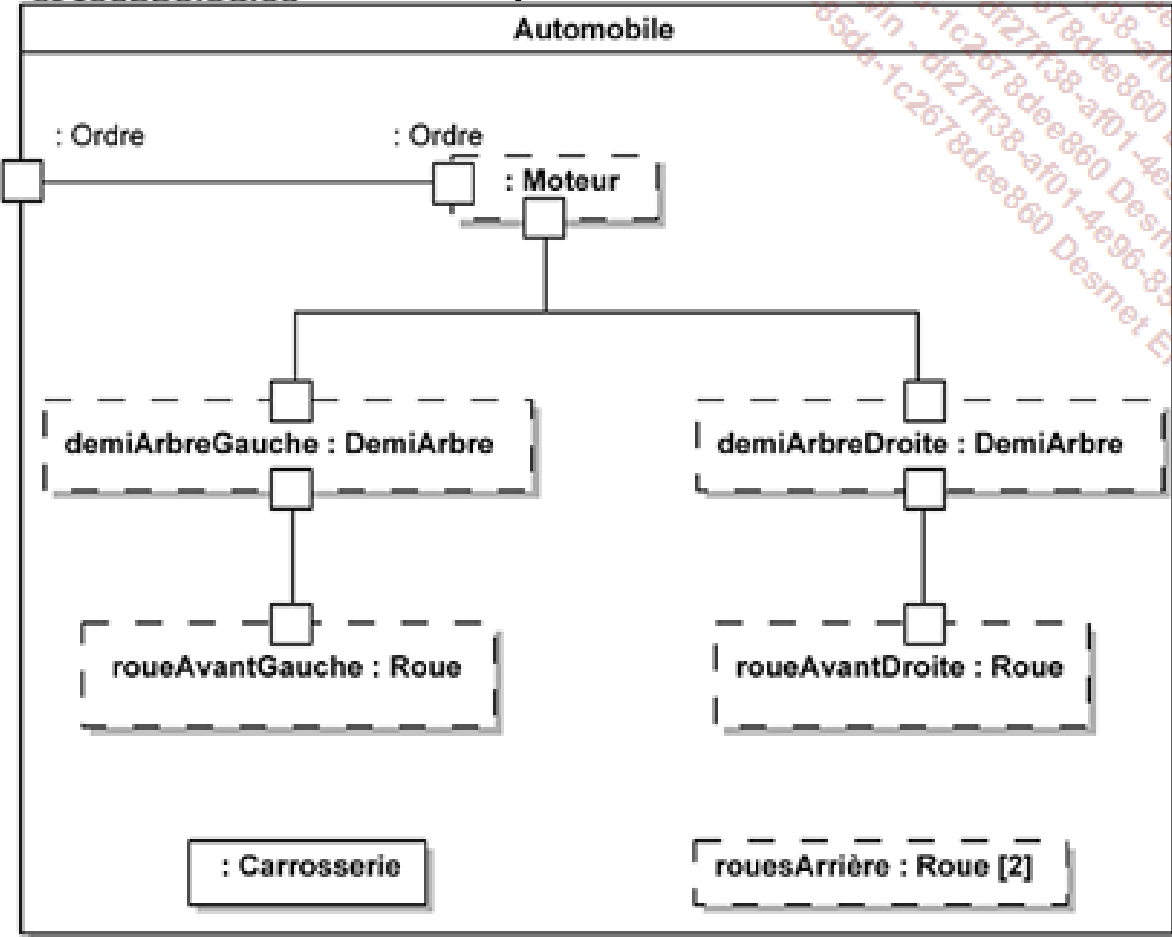 Automobile
: Ordre
: Ordre
: Moteur
demiArbreGauche : DemiArbre
demiArbreDroite : DemiArbre
roueAvantGauche : Roue
roueAvantDroite : Roue
: Carrosserie
rouesArrière : Roue [2]